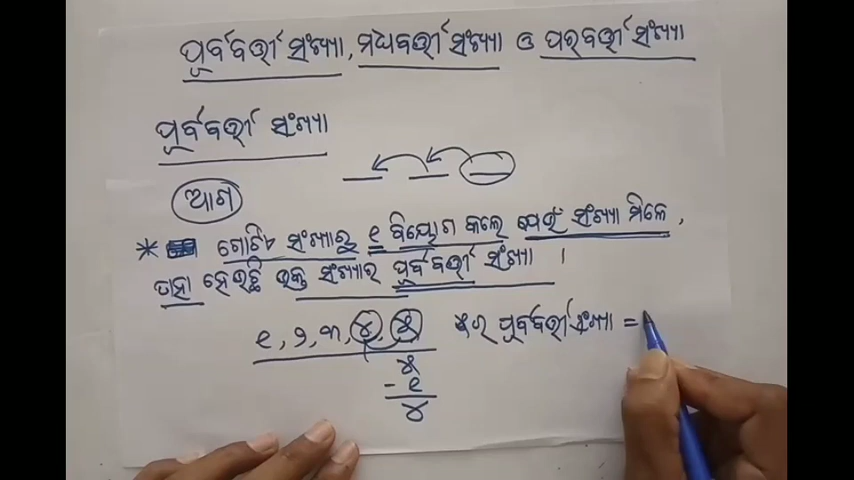 ପୂର୍ବବର୍ତ୍ତୀ ସଂଖ୍ୟା, ମଧ୍ୟବର୍ତ୍ତୀ ସଂଖ୍ୟା ଓ ପରବର୍ତ୍ତୀ ସଂଖ୍ୟା
ପୂର୍ବବର୍ତ୍ତୀ ସଂଖ୍ୟା
ଆଗ
* ଗୋଟିଏ ସଂଖ୍ୟାରୁ ୧ ବିୟୋଗ କଲେ ଯେଉଁ ସଂଖ୍ୟା ମିଳେ,
ତାହା ହେଉଛି ଉକ୍ତ ସଂଖ୍ୟାର ପୂର୍ବବର୍ତ୍ତୀ ସଂଖ୍ୟା ।
୧, ୨, ୩, ୪, ୫ ୫ର ପୂର୍ବବର୍ତ୍ତୀ ସଂଖ୍ୟା =
୫
- ୧
୪